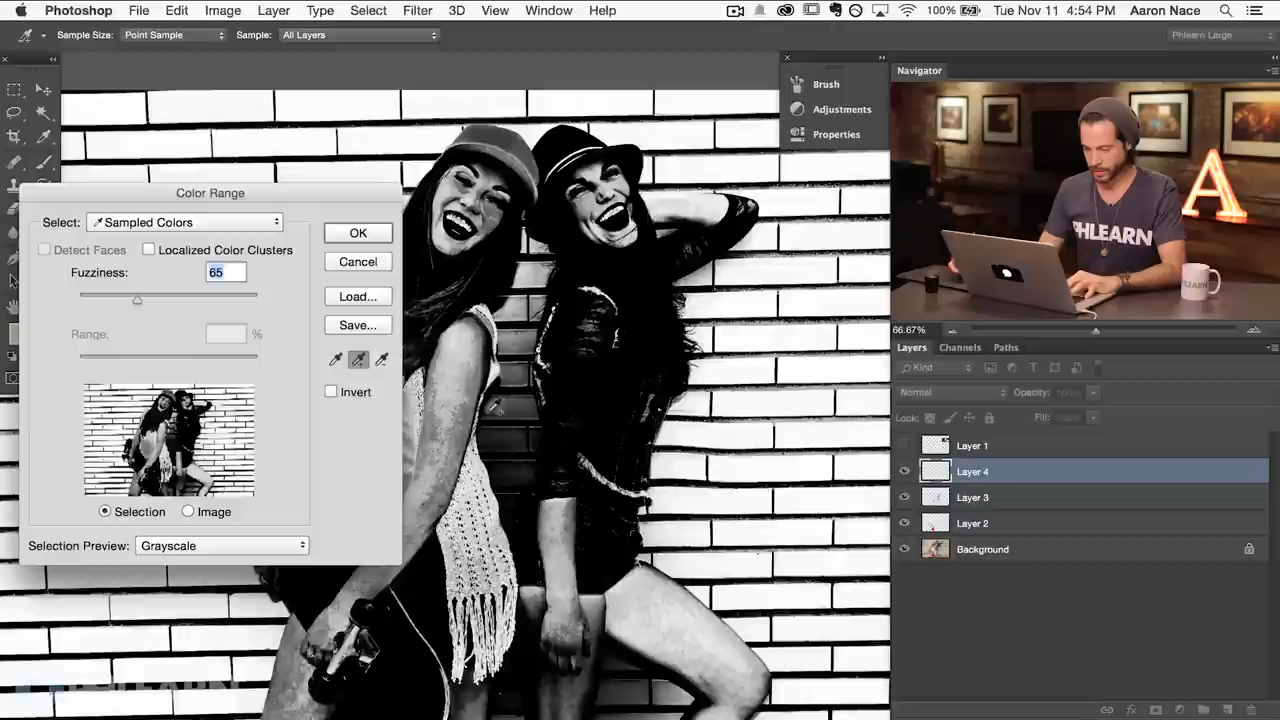 Photoshop File Edit Image Layer Type Select Filter 3D View Window Help 100% Tue Nov 11 4:54 PM Aaron Nace
Sample Size: Point Sample Sample: All Layers Phlearn Large
Navigator
Brush
Adjustments
Properties
PHLEARN
A
Color Range
Select: Sampled Colors OK
Detect Faces Localized Color Clusters
Cancel
Fuzziness: 65
Load...
Save...
Range: %
Invert
Selection Image
Selection Preview: Grayscale
66.67%
Layers Channels Paths
Kind
Normal Opacity: 100%
Lock: Fill:
Layer 1
Layer 4
Layer 3
Layer 2
Background